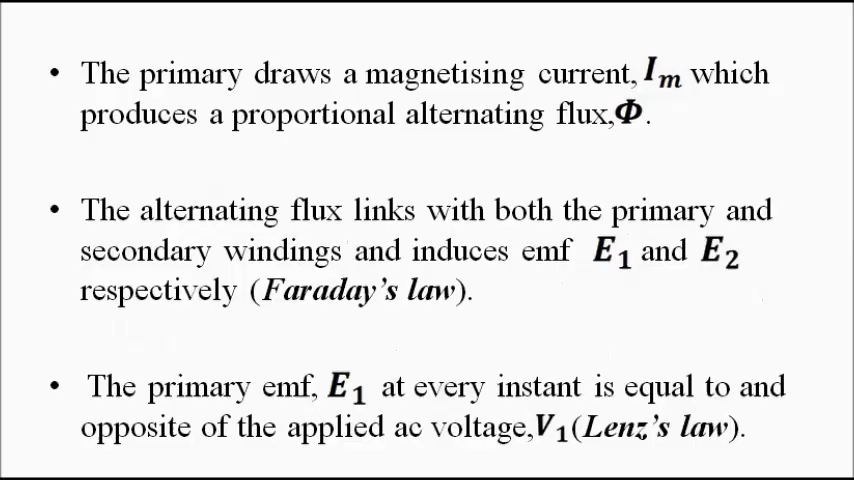 • The primary draws a magnetising current, Iₘ which
produces a proportional alternating flux,Φ.
• The alternating flux links with both the primary and
secondary windings and induces emf E₁ and E₂
respectively (Faraday's law).
• The primary emf, E₁ at every instant is equal to and
opposite of the applied ac voltage,V₁(Lenz's law).